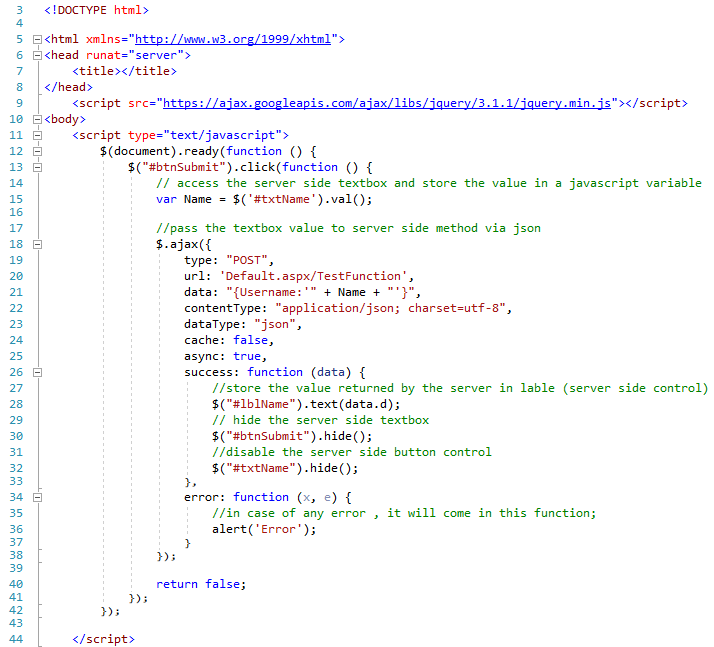 3 <!DOCTYPE html>
4
5 <html xmlns="http://www.w3.org/1999/xhtml">
6 <head runat="server">
7     <title></title>
8 </head>
9     <script src="https://ajax.googleapis.com/ajax/libs/jquery/3.1.1/jquery.min.js"></script>
10 <body>
11     <script type="text/javascript">
12         $(document).ready(function () {
13             $("#btnSubmit").click(function () {
14                 // access the server side textbox and store the value in a javascript variable
15                 var Name = $('#txtName').val();
16
17                 //pass the textbox value to server side method via json
18                 $.ajax({
19                     type: "POST",
20                     url: 'Default.aspx/TestFunction',
21                     data: "{Username:'" + Name + "'}",
22                     contentType: "application/json; charset=utf-8",
23                     dataType: "json",
24                     cache: false,
25                     async: true,
26                     success: function (data) {
27                         //store the value returned by the server in lable (server side control)
28                         $("#lblName").text(data.d);
29                         // hide the server side textbox
30                         $("#btnSubmit").hide();
31                         //disable the server side button control
32                         $("#txtName").hide();
33                     },
34                     error: function (x, e) {
35                         //in case of any error , it will come in this function;
36                         alert('Error');
37                     }
38                 });
39
40                 return false;
41             });
42         });
43
44     </script>